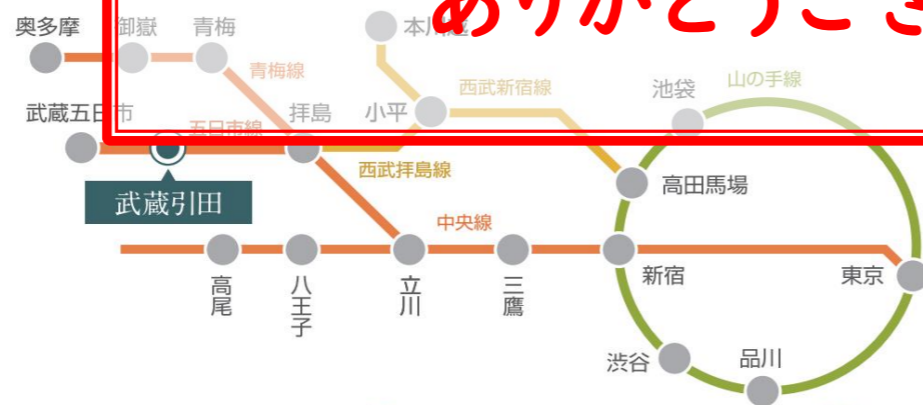 ありがとうござ
奥多摩
御嶽
青梅
本川越
青梅線
西武新宿線
池袋
山の手線
武蔵五日市
五日市線
拝島
小平
西武拝島線
高田馬場
武蔵引田
中央線
高尾
八王子
立川
三鷹
新宿
東京
渋谷
品川